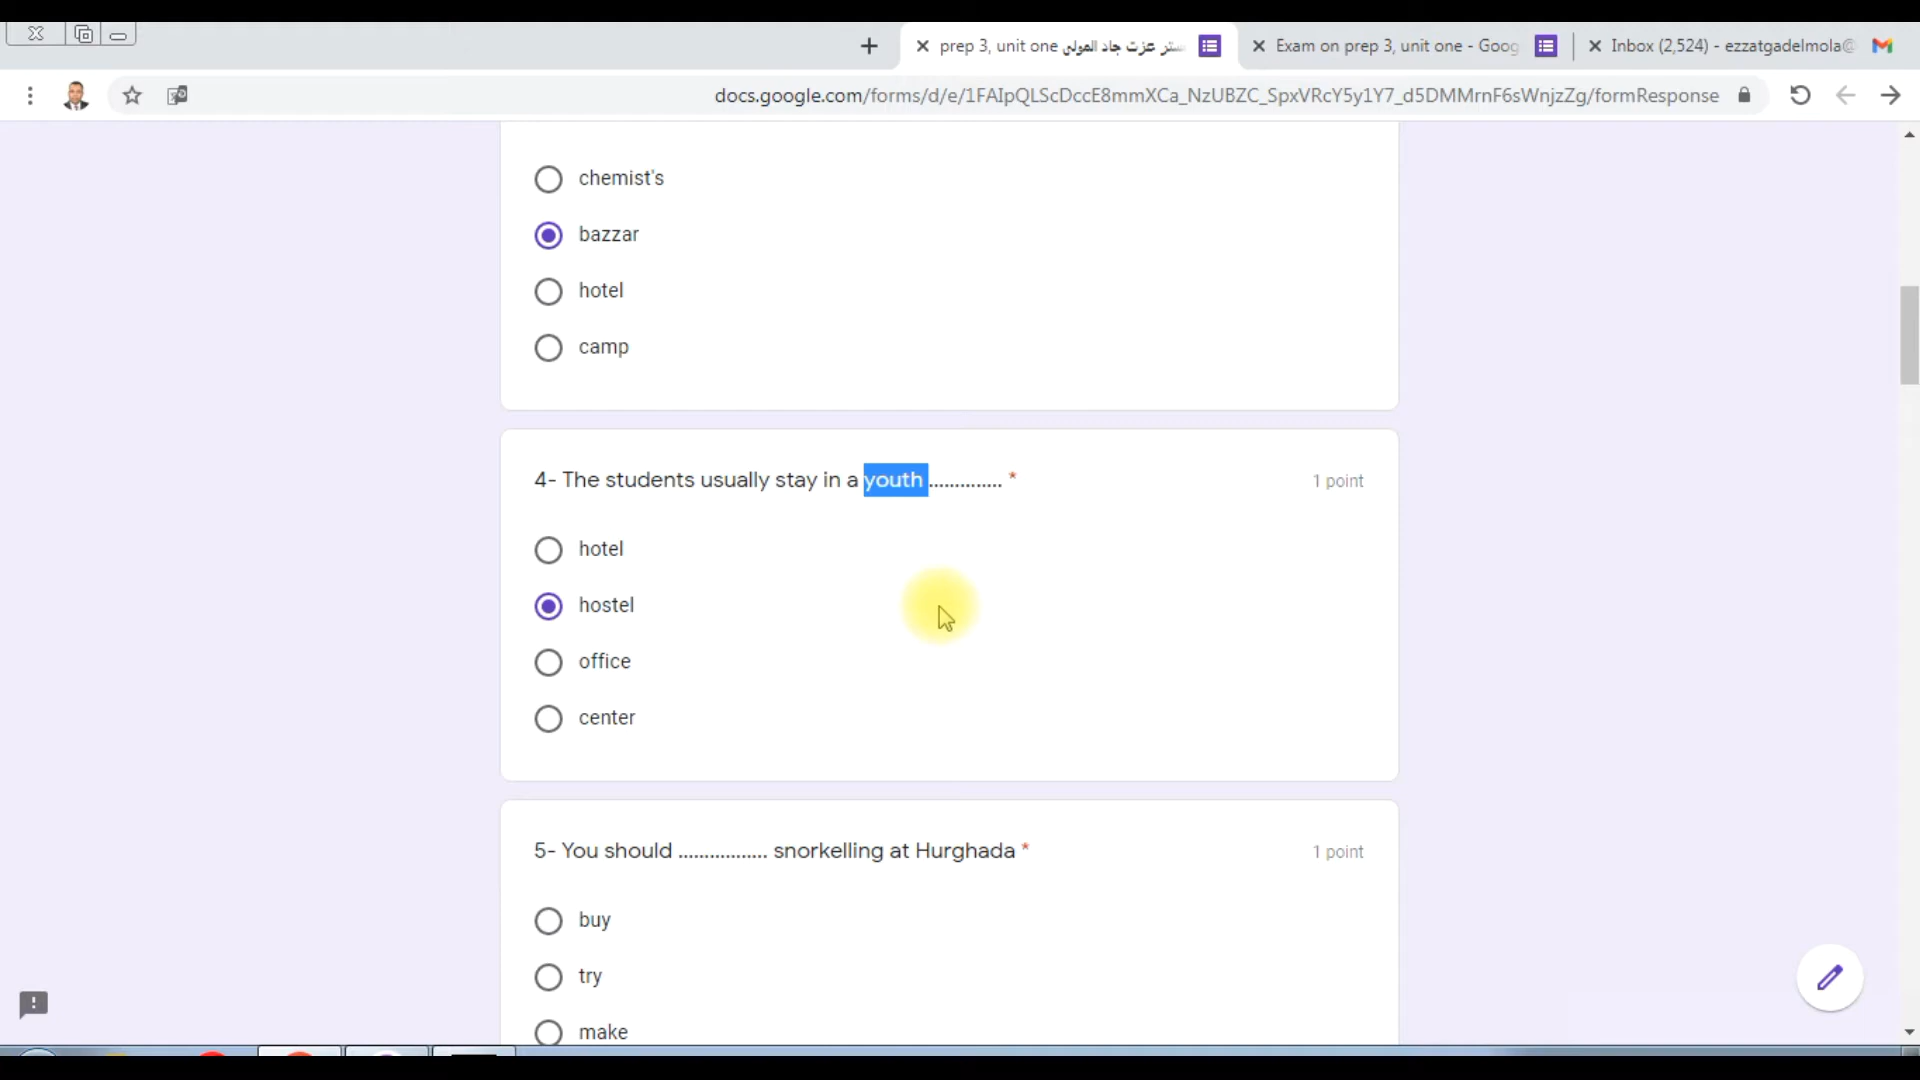 prep 3, unit one ستر عزت جاد المولى
Exam on prep 3, unit one - Goog
Inbox (2,524) - ezzatgadelmola@
docs.google.com/forms/d/e/1FAIpQLScDccE8mmXCa_NzUBZC_SpxVRcY5y1Y7_d5DMMrnF6sWnjzZg/formResponse
chemist's
bazzar
hotel
camp
4- The students usually stay in a youth .............. *
1 point
hotel
hostel
office
center
5- You should ................. snorkelling at Hurghada *
1 point
buy
try
make